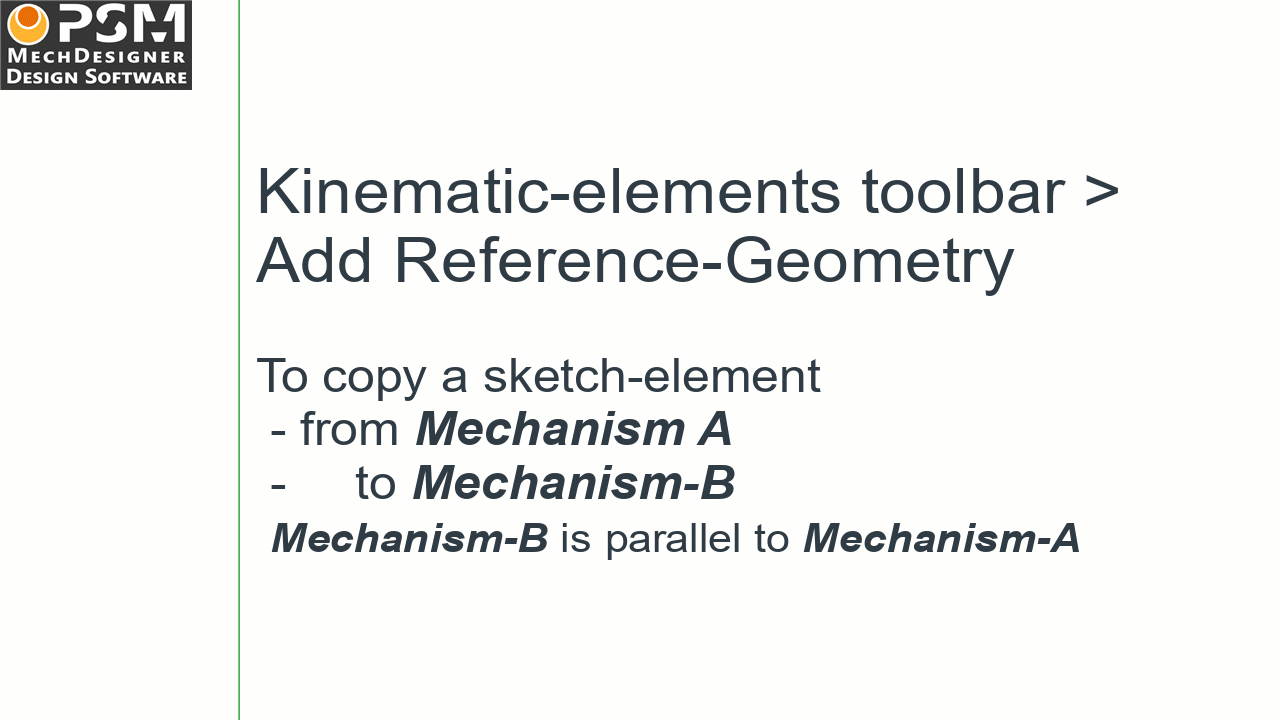 PSM
MECHDESIGNER
DESIGN SOFTWARE
Kinematic-elements toolbar >
Add Reference-Geometry
To copy a sketch-element
- from Mechanism A
- to Mechanism-B
Mechanism-B is parallel to Mechanism-A